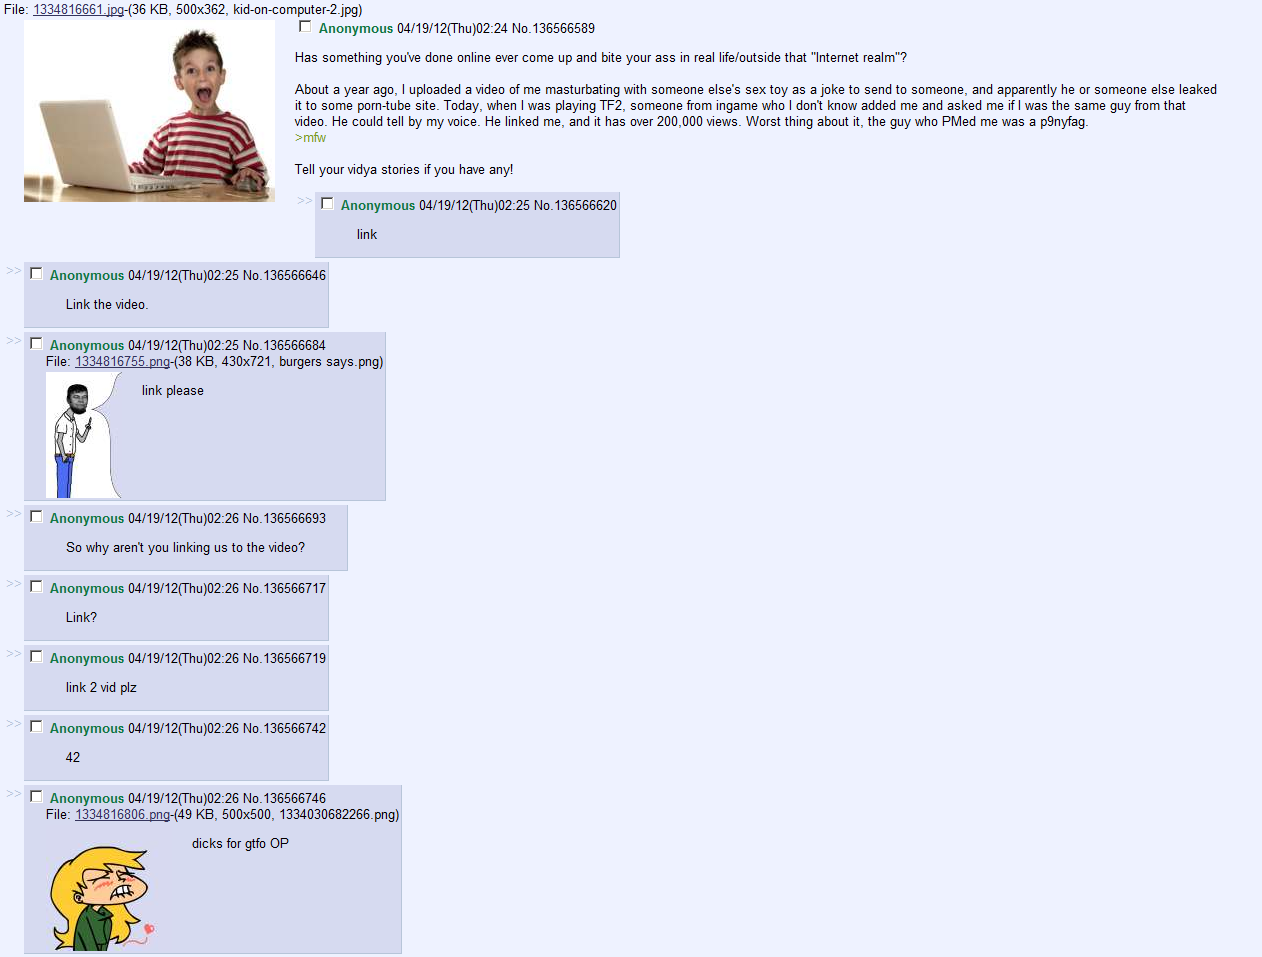 File: 1334816661.jpg-(36 KB, 500x362, kid-on-computer-2.jpg)
Anonymous 04/19/12(Thu)02:24 No.136566589
Has something you've done online ever come up and bite your ass in real life/outside that "Internet realm"?
About a year ago, I uploaded a video of me masturbating with someone else's sex toy as a joke to send to someone, and apparently he or someone else leaked
it to some porn-tube site. Today, when I was playing TF2, someone from ingame who I don't know added me and asked me if I was the same guy from that
video. He could tell by my voice. He linked me, and it has over 200,000 views. Worst thing about it, the guy who PMed me was a p9nyfag.
>mfw
Tell your vidya stories if you have any!
>> Anonymous 04/19/12(Thu)02:25 No.136566620
link
>> Anonymous 04/19/12(Thu)02:25 No.136566646
Link the video.
>> Anonymous 04/19/12(Thu)02:25 No.136566684
File: 1334816755.png-(38 KB, 430x721, burgers says.png)
link please
>> Anonymous 04/19/12(Thu)02:26 No.136566693
So why aren't you linking us to the video?
>> Anonymous 04/19/12(Thu)02:26 No.136566717
Link?
>> Anonymous 04/19/12(Thu)02:26 No.136566719
link 2 vid plz
>> Anonymous 04/19/12(Thu)02:26 No.136566742
42
>> Anonymous 04/19/12(Thu)02:26 No.136566746
File: 1334816806.png-(49 KB, 500x500, 1334030682266.png)
dicks for gtfo OP